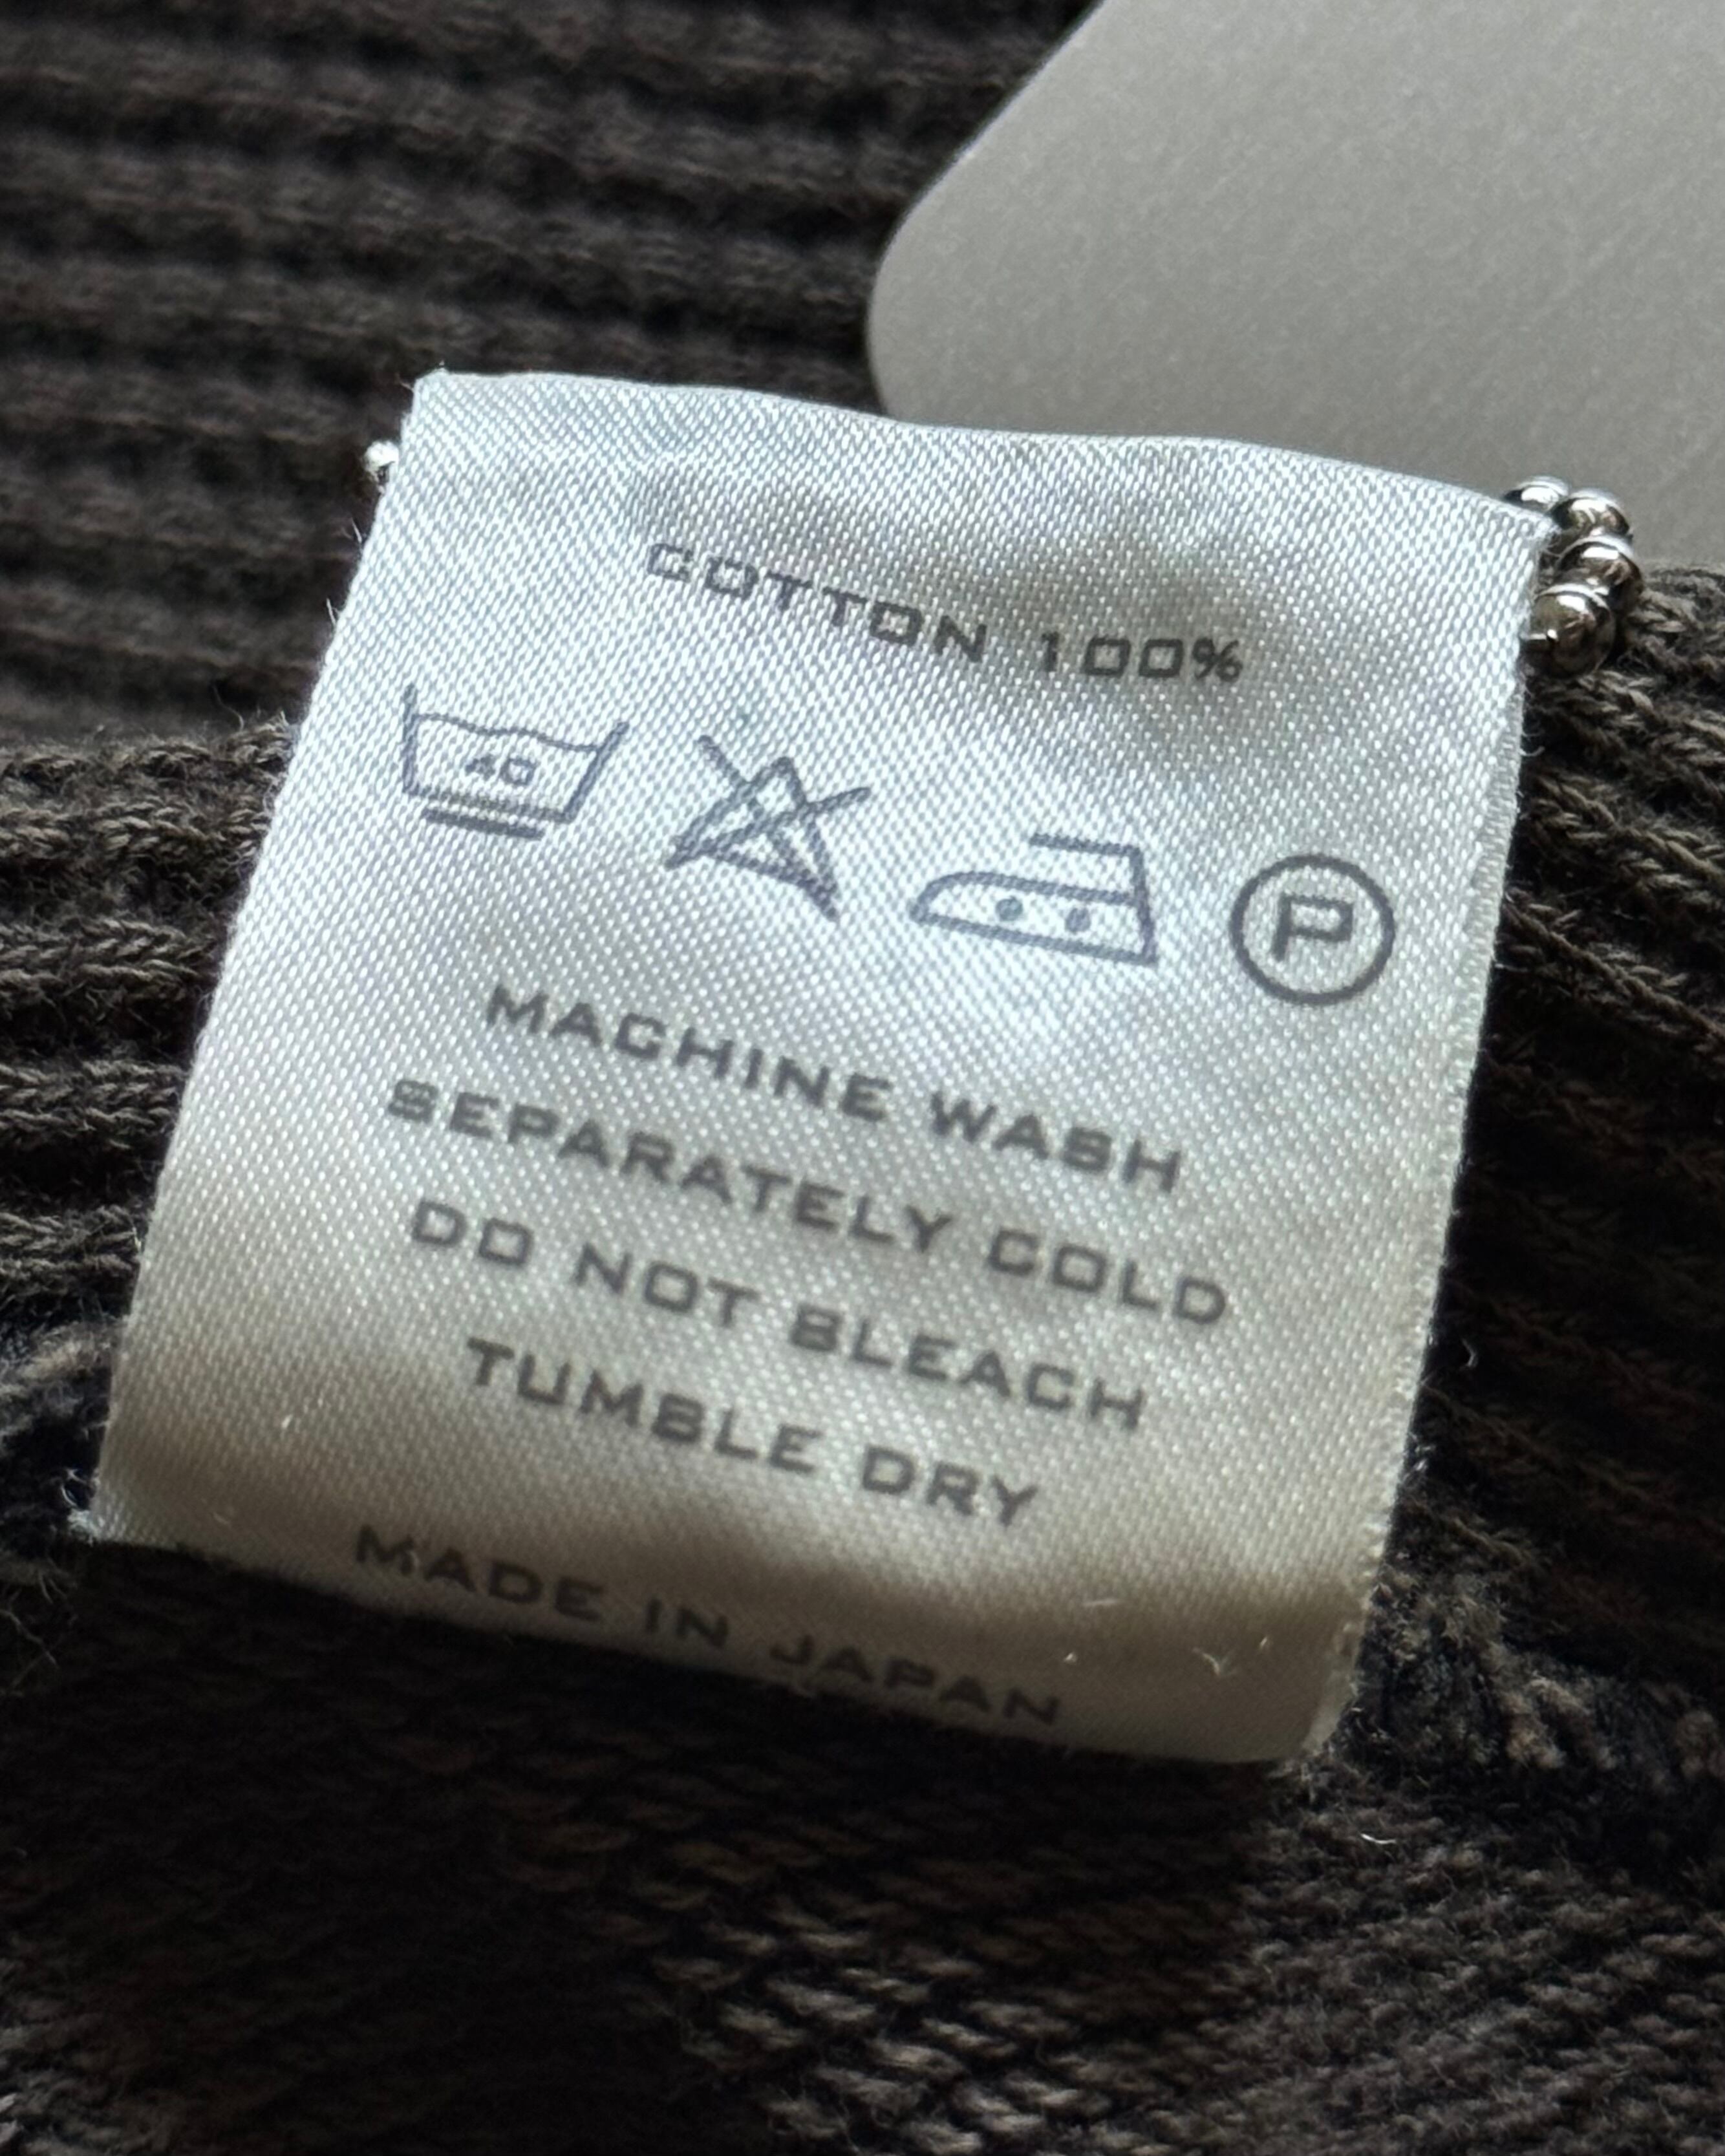 COTTON 100%
40
P
MACHINE WASH
SEPARATELY COLD
DO NOT BLEACH
TUMBLE DRY
MADE IN JAPAN